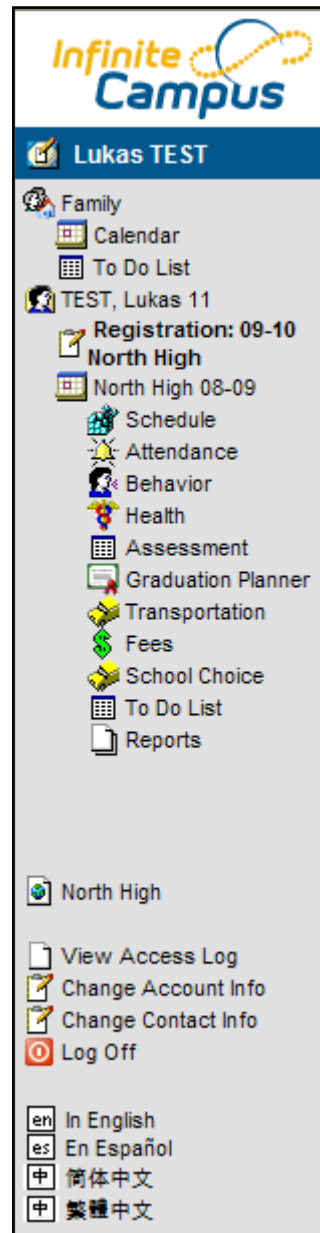 Infinite
Campus
Lukas TEST
Family
Calendar
To Do List
TEST, Lukas 11
Registration: 09-10
North High
North High 08-09
Schedule
Attendance
Behavior
Health
Assessment
Graduation Planner
Transportation
Fees
School Choice
To Do List
Reports
North High
View Access Log
Change Account Info
Change Contact Info
Log Off
en In English
es En Español
中 简体中文
中 繁體中文